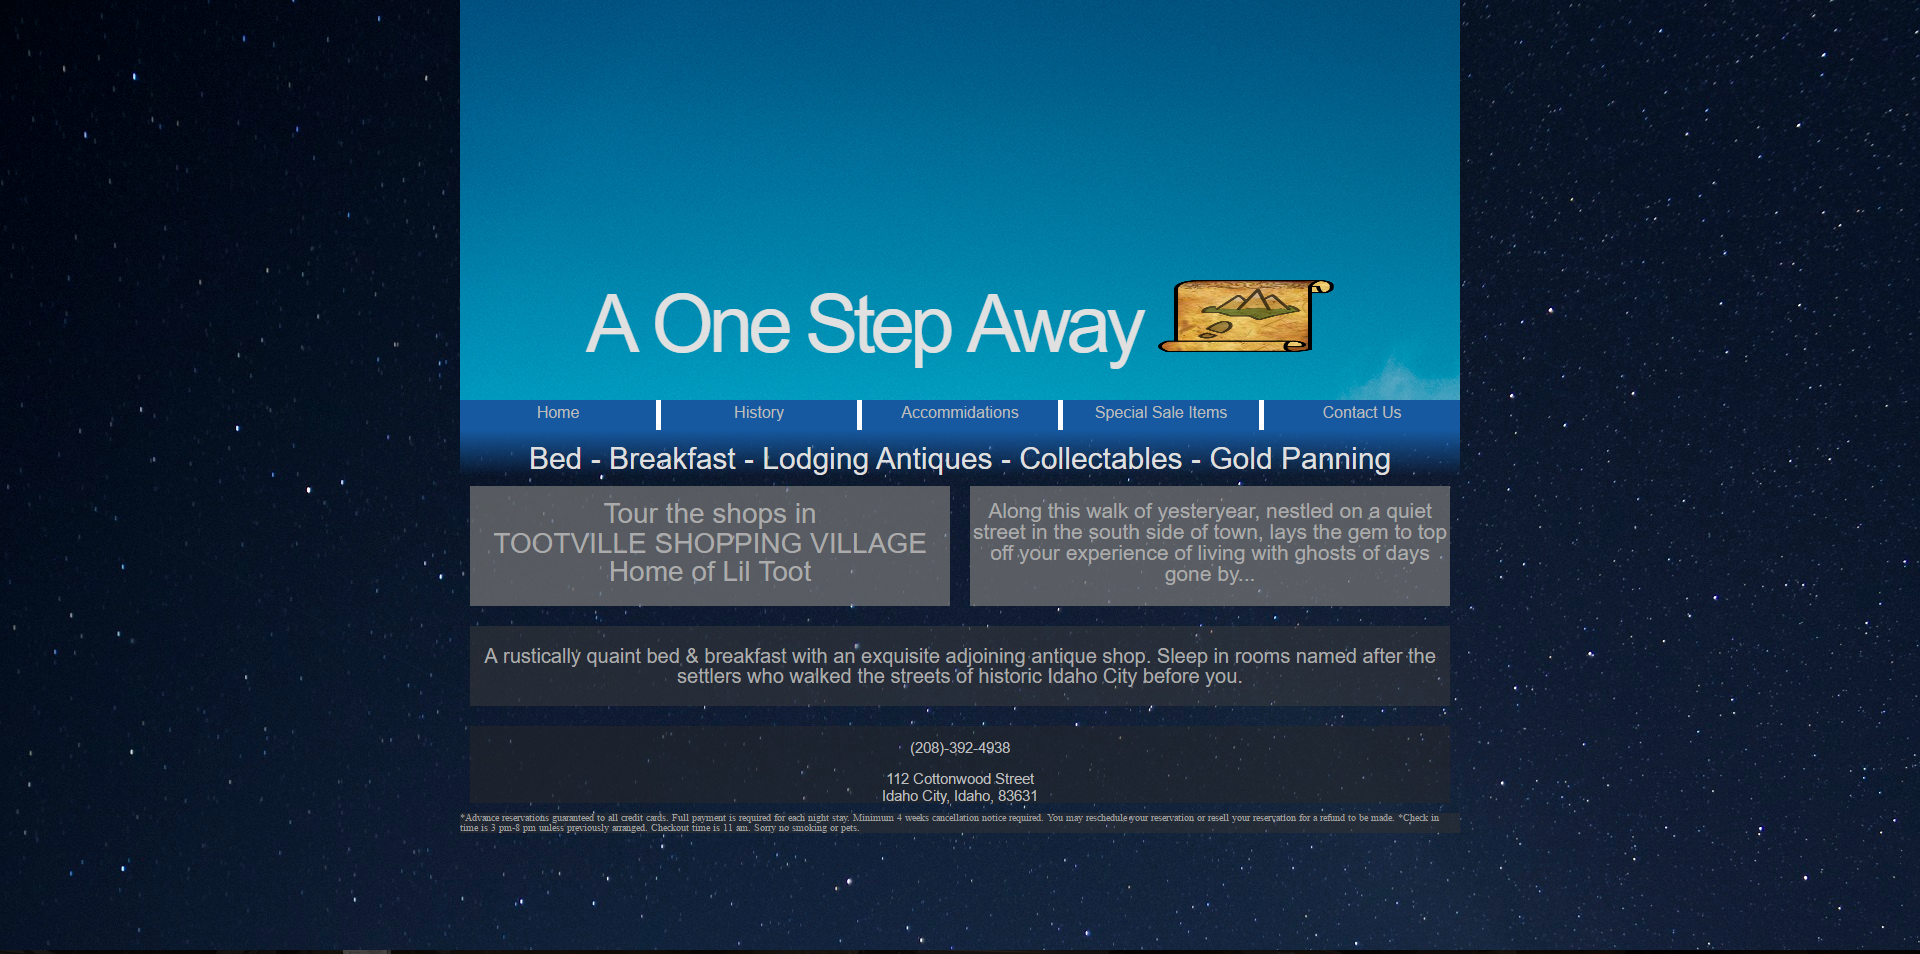 A One Step Away
Home
History
Accommidations
Special Sale Items
Contact Us
Bed - Breakfast - Lodging Antiques - Collectables - Gold Panning
Tour the shops in
TOOTVILLE SHOPPING VILLAGE
Home of Lil Toot
Along this walk of yesteryear, nestled on a quiet
street in the south side of town, lays the gem to top
off your experience of living with ghosts of days
gone by...
A rustically quaint bed & breakfast with an exquisite adjoining antique shop. Sleep in rooms named after the
settlers who walked the streets of historic Idaho City before you.
(208)-392-4938
112 Cottonwood Street
Idaho City, Idaho, 83631
*Advance reservations guaranteed to all credit cards. Full payment is required for each night stay. Minimum 4 weeks cancellation notice required. You may reschedule your reservation or resell your reservation for a refund to be made. *Check in
time is 3 pm-8 pm unless previously arranged. Checkout time is 11 am. Sorry no smoking or pets.